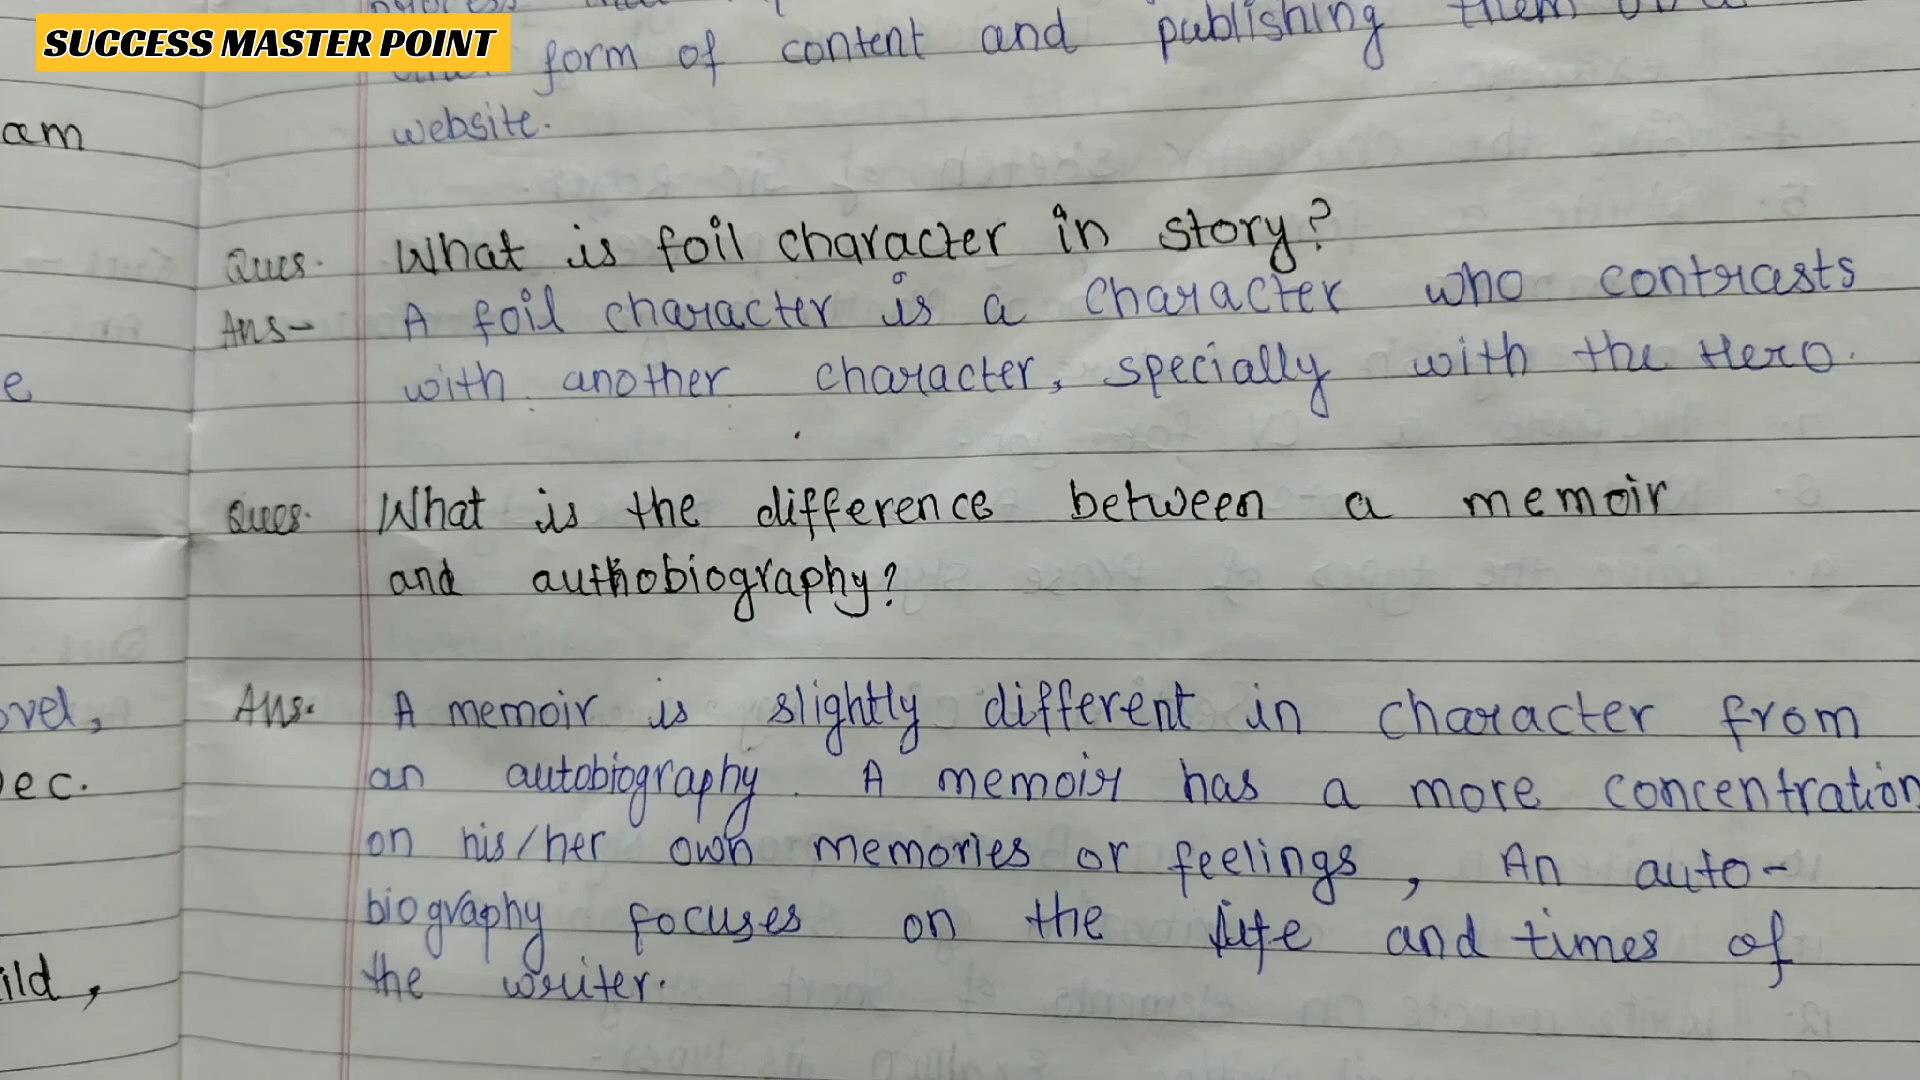 SUCCESS MASTER POINT
form of content and publishing them
website.
am
Ques. What is foil character in story?
Ans- A foil character is a character who contrasts
e with another character, specially with the Hero.
Ques. What is the difference between a memoir
and authobiography?
ovel, Ans. A memoir is slightly different in character from
ec. an autobiography. A memoir has a more concentration
on his/her own memories or feelings, An auto-
biography focuses on the life and times of
ild, the writer.